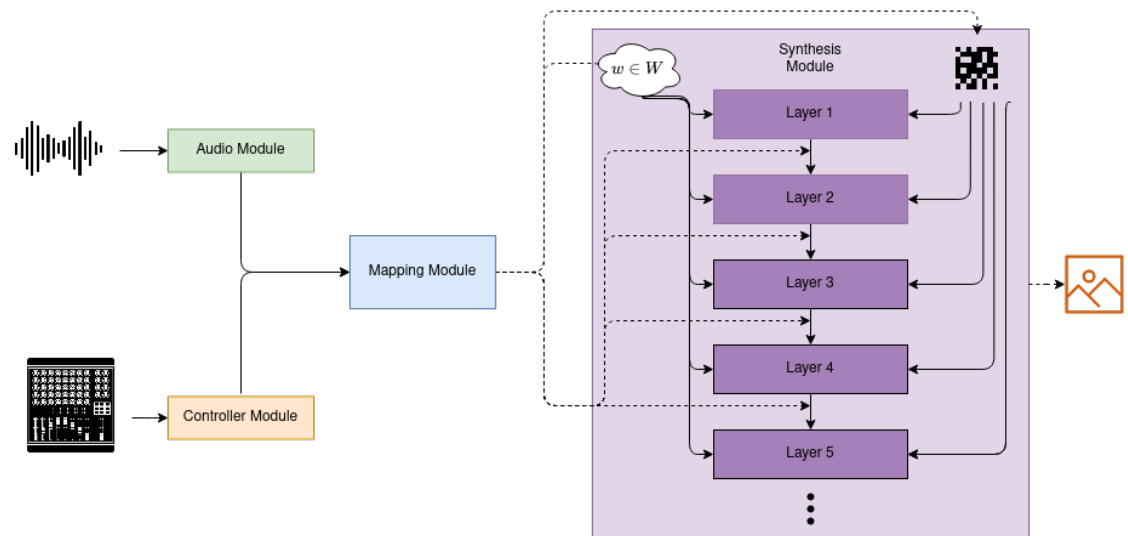 Synthesis
Module
w ∈ W
Layer 1
Audio Module
Layer 2
Mapping Module
Layer 3
Layer 4
Controller Module
Layer 5